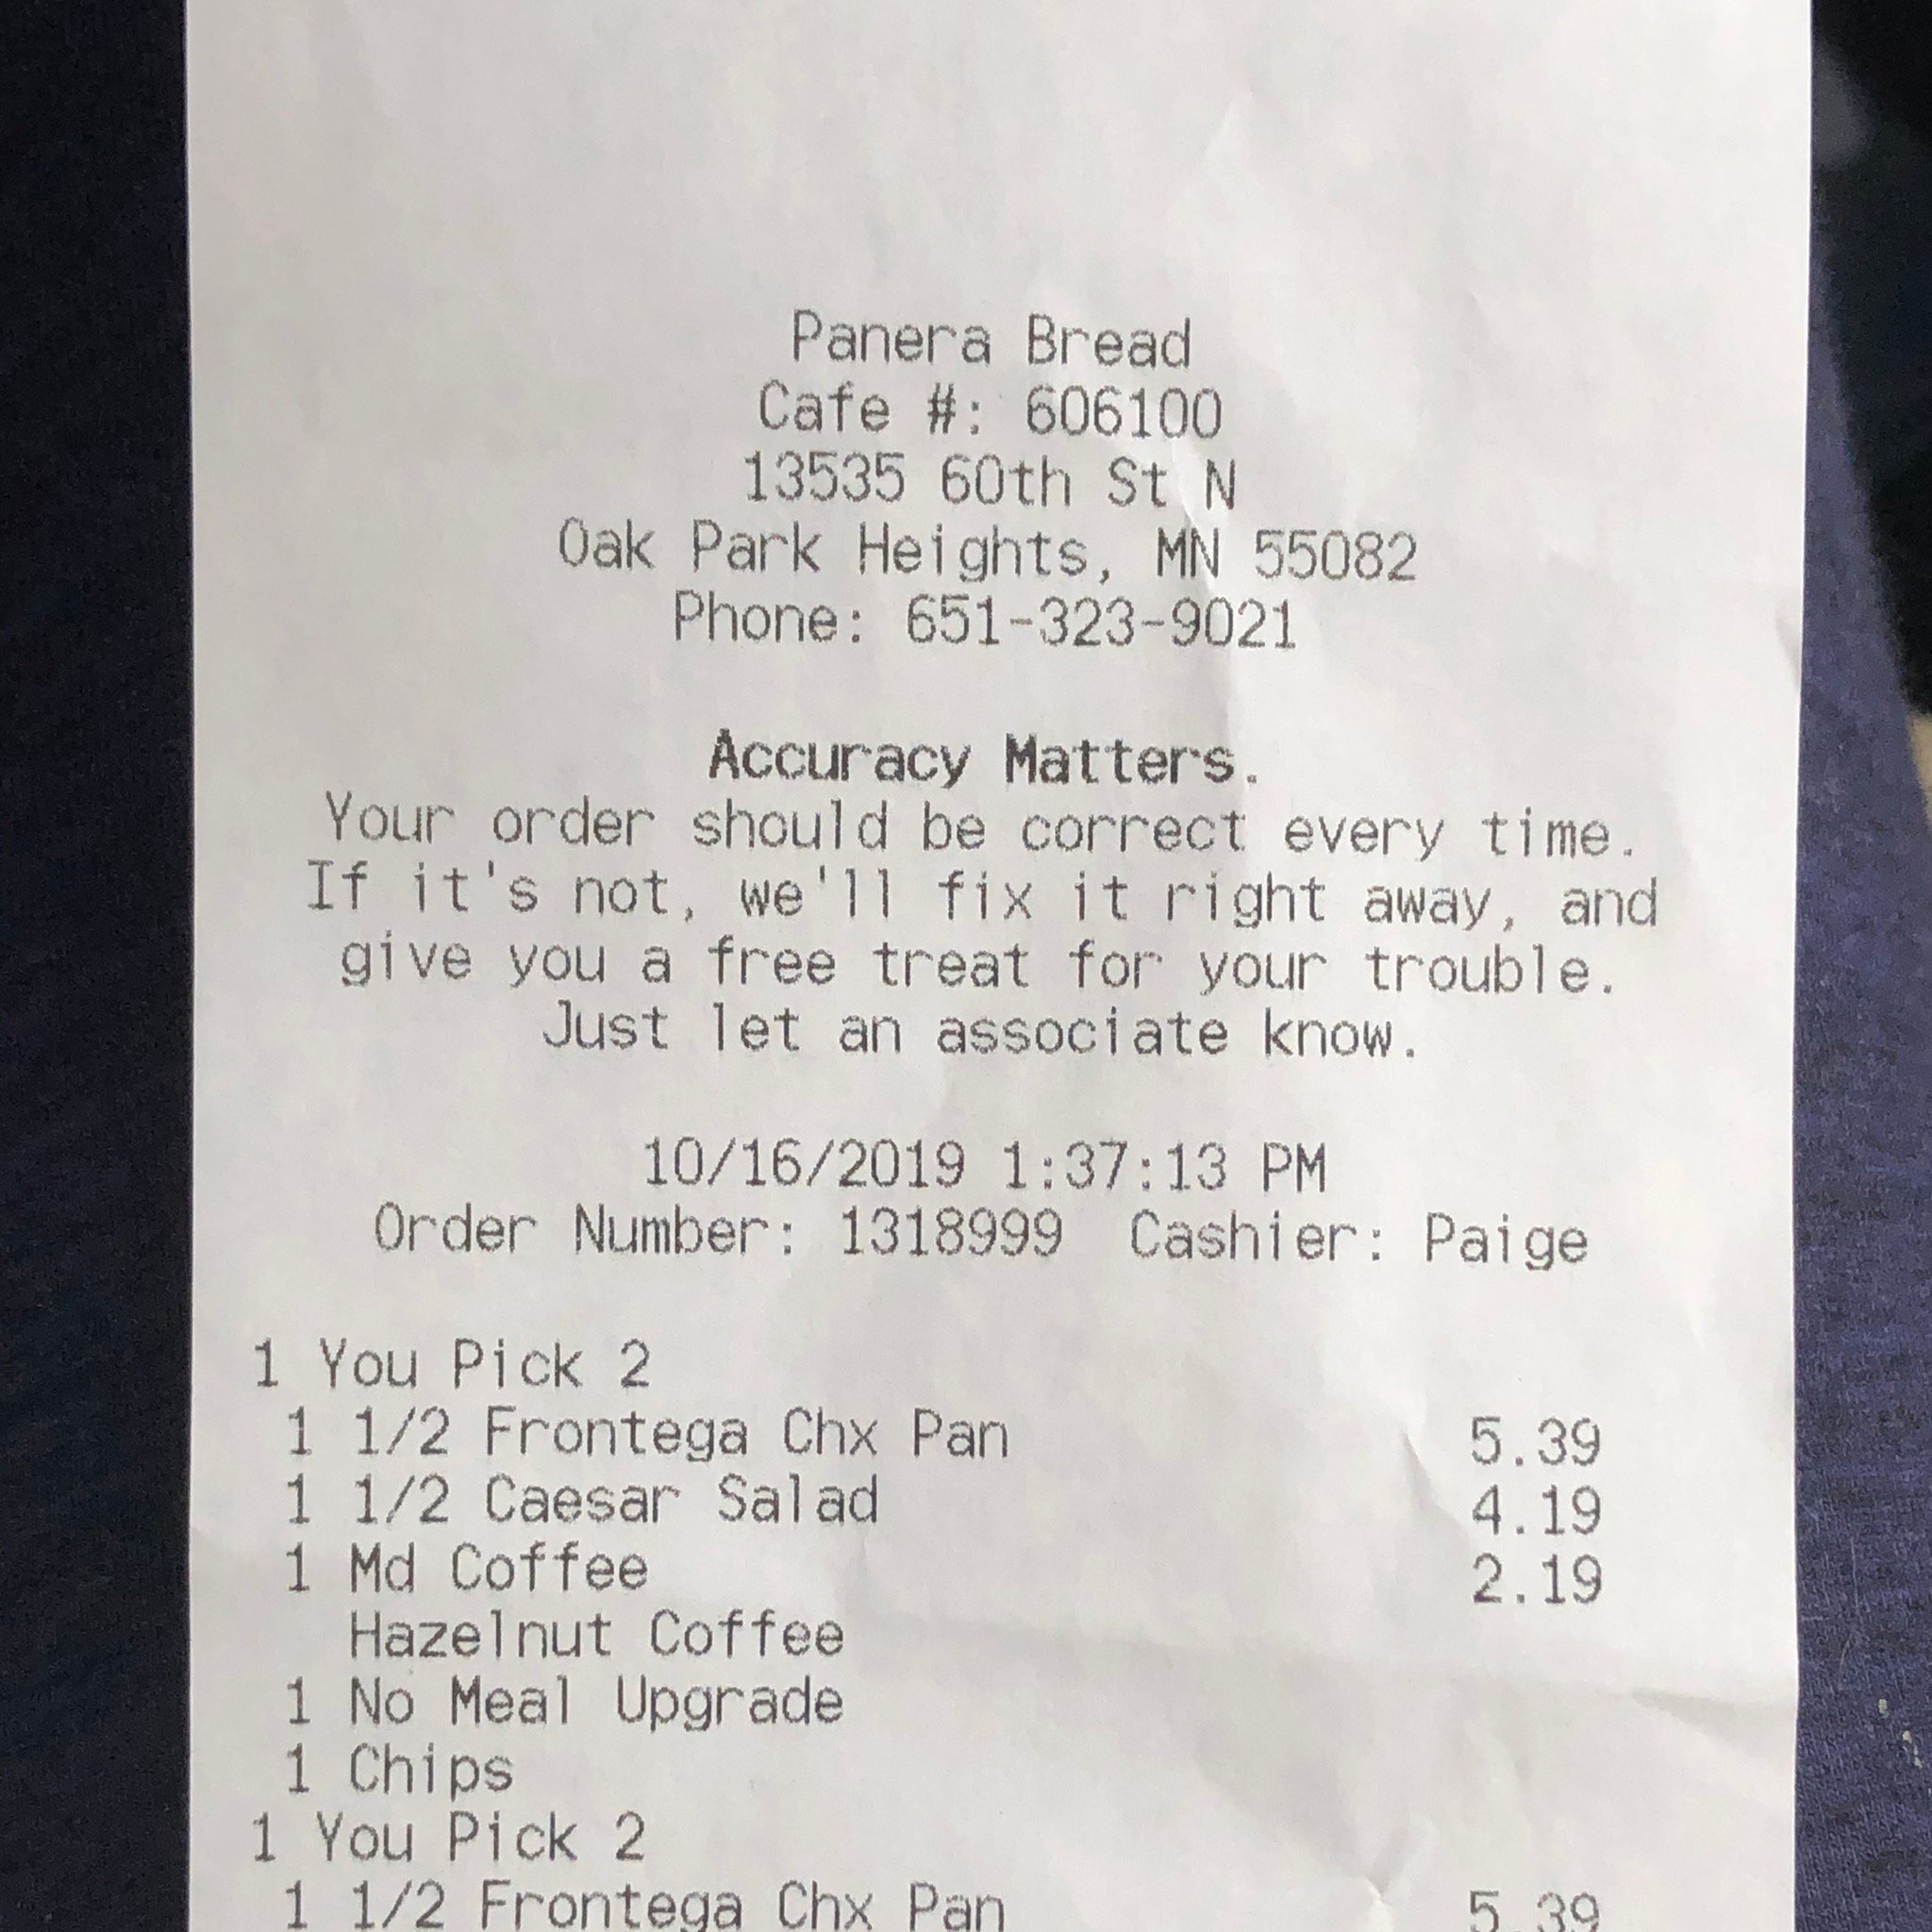 Panera Bread
Cafe #: 606100
13535 60th St N
Oak Park Heights, MN 55082
Phone: 651-323-9021
Accuracy Matters.
Your order should be correct every time.
If it's not, we'll fix it right away, and
give you a free treat for your trouble.
Just let an associate know.
10/16/2019 1:37:13 PM
Order Number: 1318999 Cashier: Paige
1 You Pick 2
1 1/2 Frontega Chx Pan 5.39
1 1/2 Caesar Salad 4.19
1 Md Coffee 2.19
Hazelnut Coffee
1 No Meal Upgrade
1 Chips
1 You Pick 2
1 1/2 Frontega Chx Pan 5.39